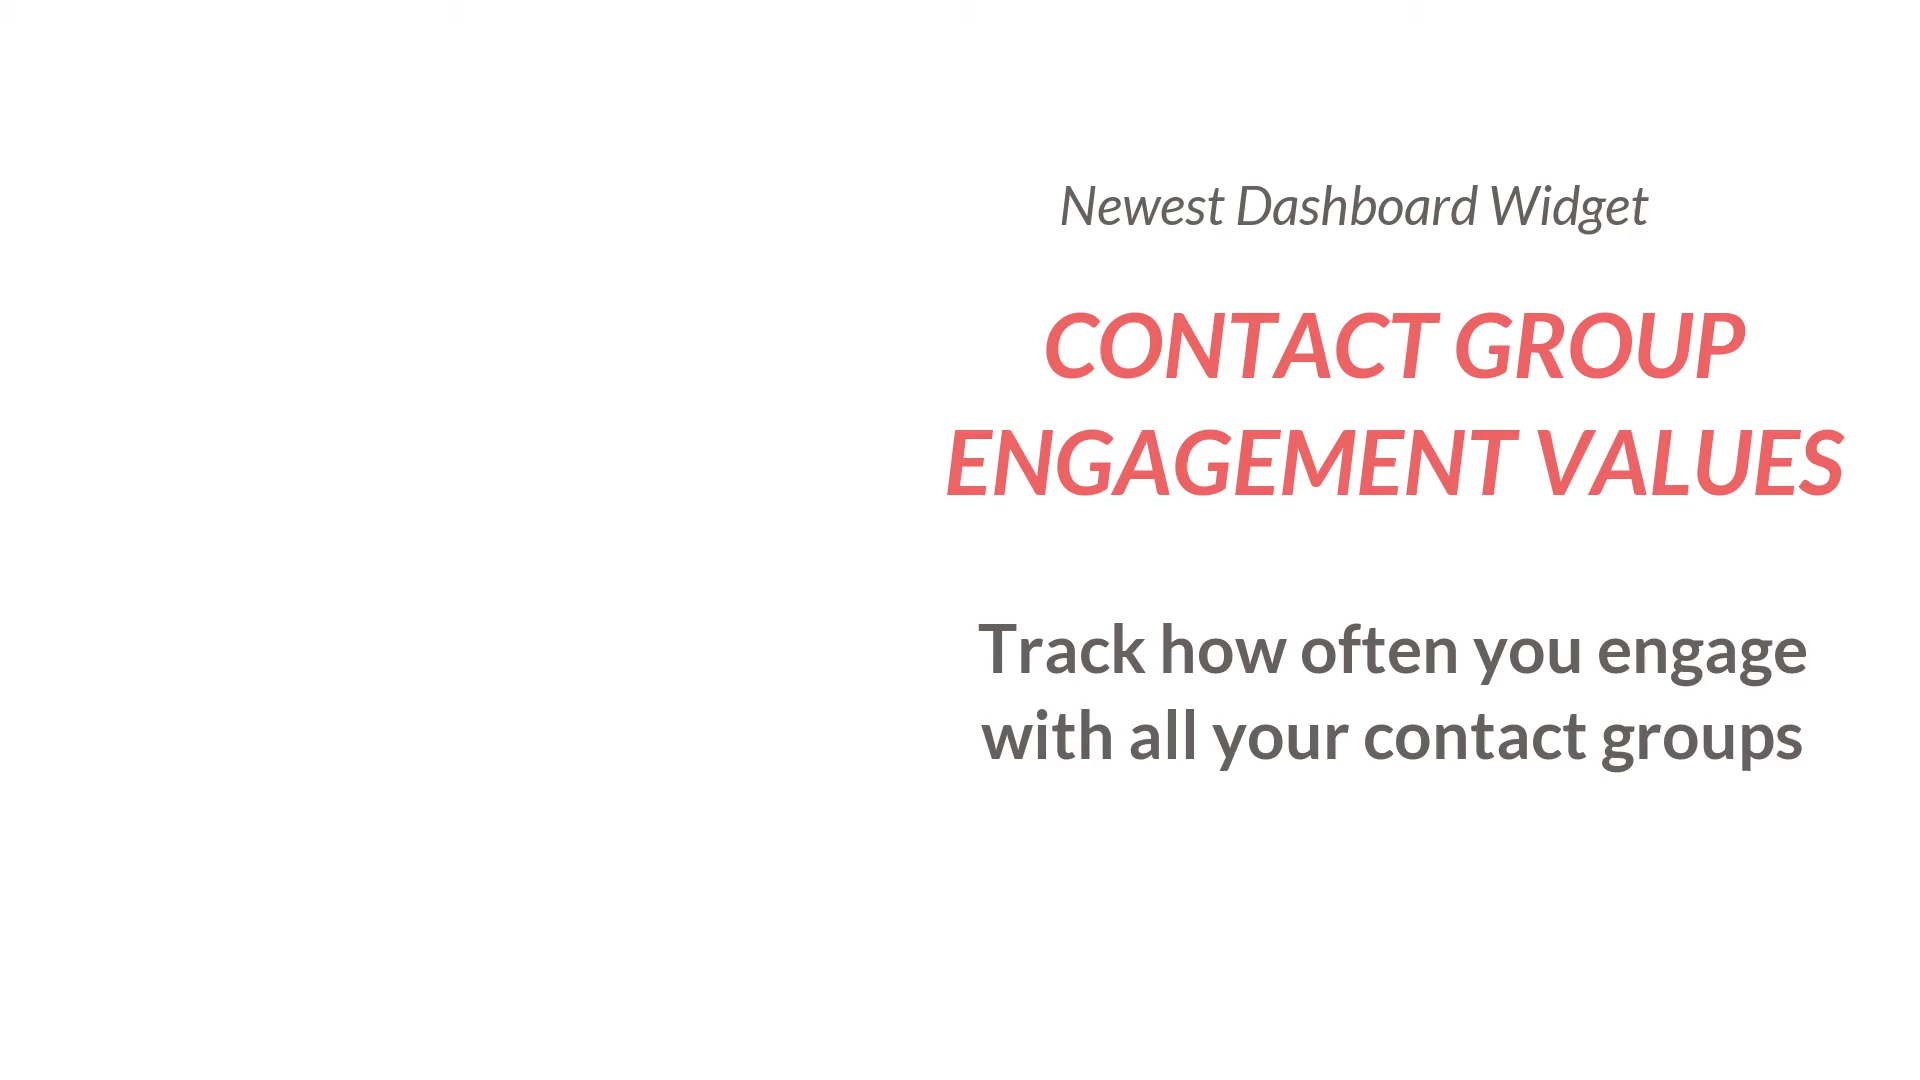 Newest Dashboard Widget
CONTACT GROUP
ENGAGEMENT VALUES
Track how often you engage
with all your contact groups